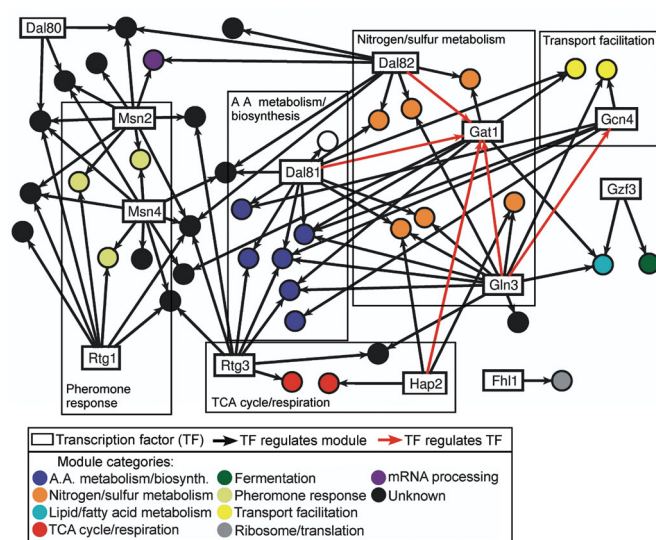 Dal80
Nitrogen/sulfur metabolism
Transport facilitation
Dal82
A A metabolism/
biosynthesis
Msn2
Gat1
Gcn4
Dal81
Gzf3
Msn4
Gln3
Rtg1
Rtg3
Hap2
Fhl1
Pheromone
response
TCA cycle/respiration
Transcription factor (TF) TF regulates module TF regulates TF
Module categories:
A.A. metabolism/biosynth. Fermentation mRNA processing
Nitrogen/sulfur metabolism Pheromone response Unknown
Lipid/fatty acid metabolism Transport facilitation
TCA cycle/respiration Ribosome/translation